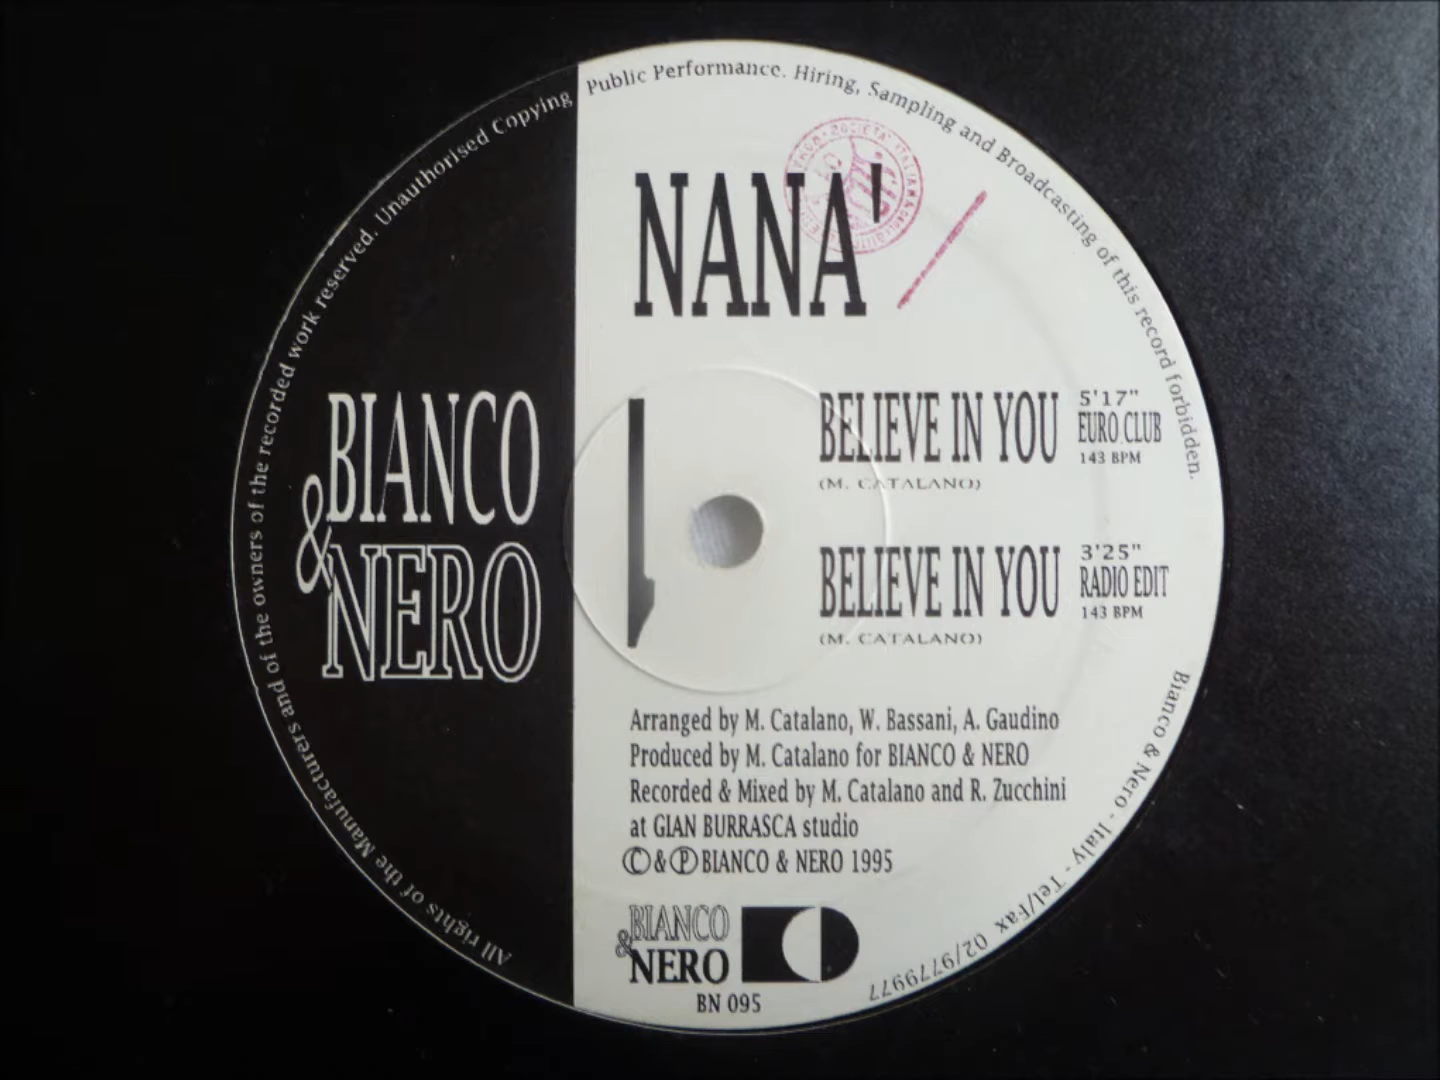 All rights of the Manufacturers and of the owners of the recorded work reserved. Unauthorised Copying Public Performance. Hiring, Sampling and Broadcasting of this record forbidden.
NANA'
BIANCO
& NERO
BELIEVE IN YOU 5'17"
EURO CLUB
143 BPM
(M. CATALANO)
BELIEVE IN YOU 3'25"
RADIO EDIT
143 BPM
(M. CATALANO)
Arranged by M. Catalano, W. Bassani, A. Gaudino
Produced by M. Catalano for BIANCO & NERO
Recorded & Mixed by M. Catalano and R. Zucchini
at GIAN BURRASCA studio
© & ℗ BIANCO & NERO 1995
BIANCO
& NERO
BN 095
Bianco & Nero - Italy - Tel/Fax 02/9779977